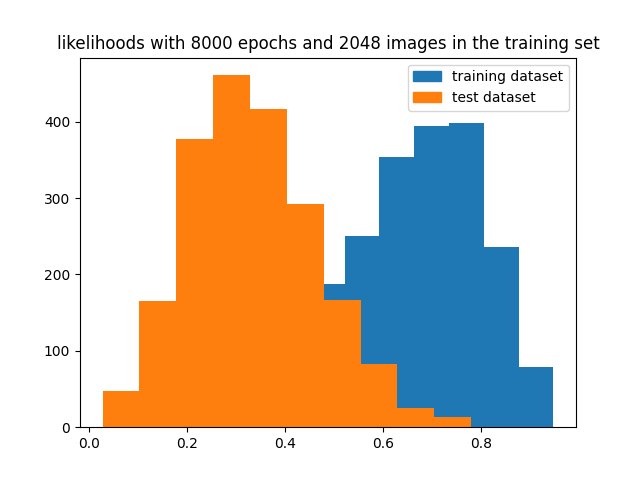 likelihoods with 8000 epochs and 2048 images in the training set
training dataset
test dataset
400
300
200
100
0
0.0 0.2 0.4 0.6 0.8